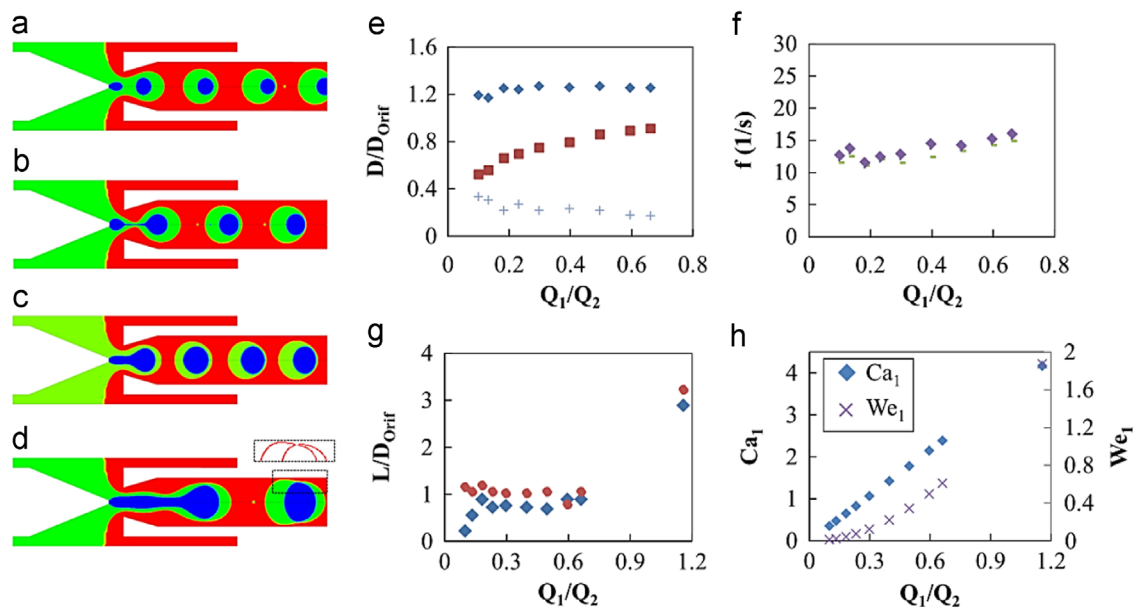 a
b
c
d
e
1.6
1.2
0.8
0.4
0
D/D_Orif
0 0.2 0.4 0.6 0.8
Q₁/Q₂
f
30
25
20
15
10
5
0
f (1/s)
0 0.2 0.4 0.6 0.8
Q₁/Q₂
g
4
3
2
1
0
L/D_Orif
0 0.3 0.6 0.9 1.2
Q₁/Q₂
h
Ca₁
We₁
4
3
2
1
0
Ca₁
2
1.6
1.2
0.8
0.4
0
We₁
0 0.3 0.6 0.9 1.2
Q₁/Q₂